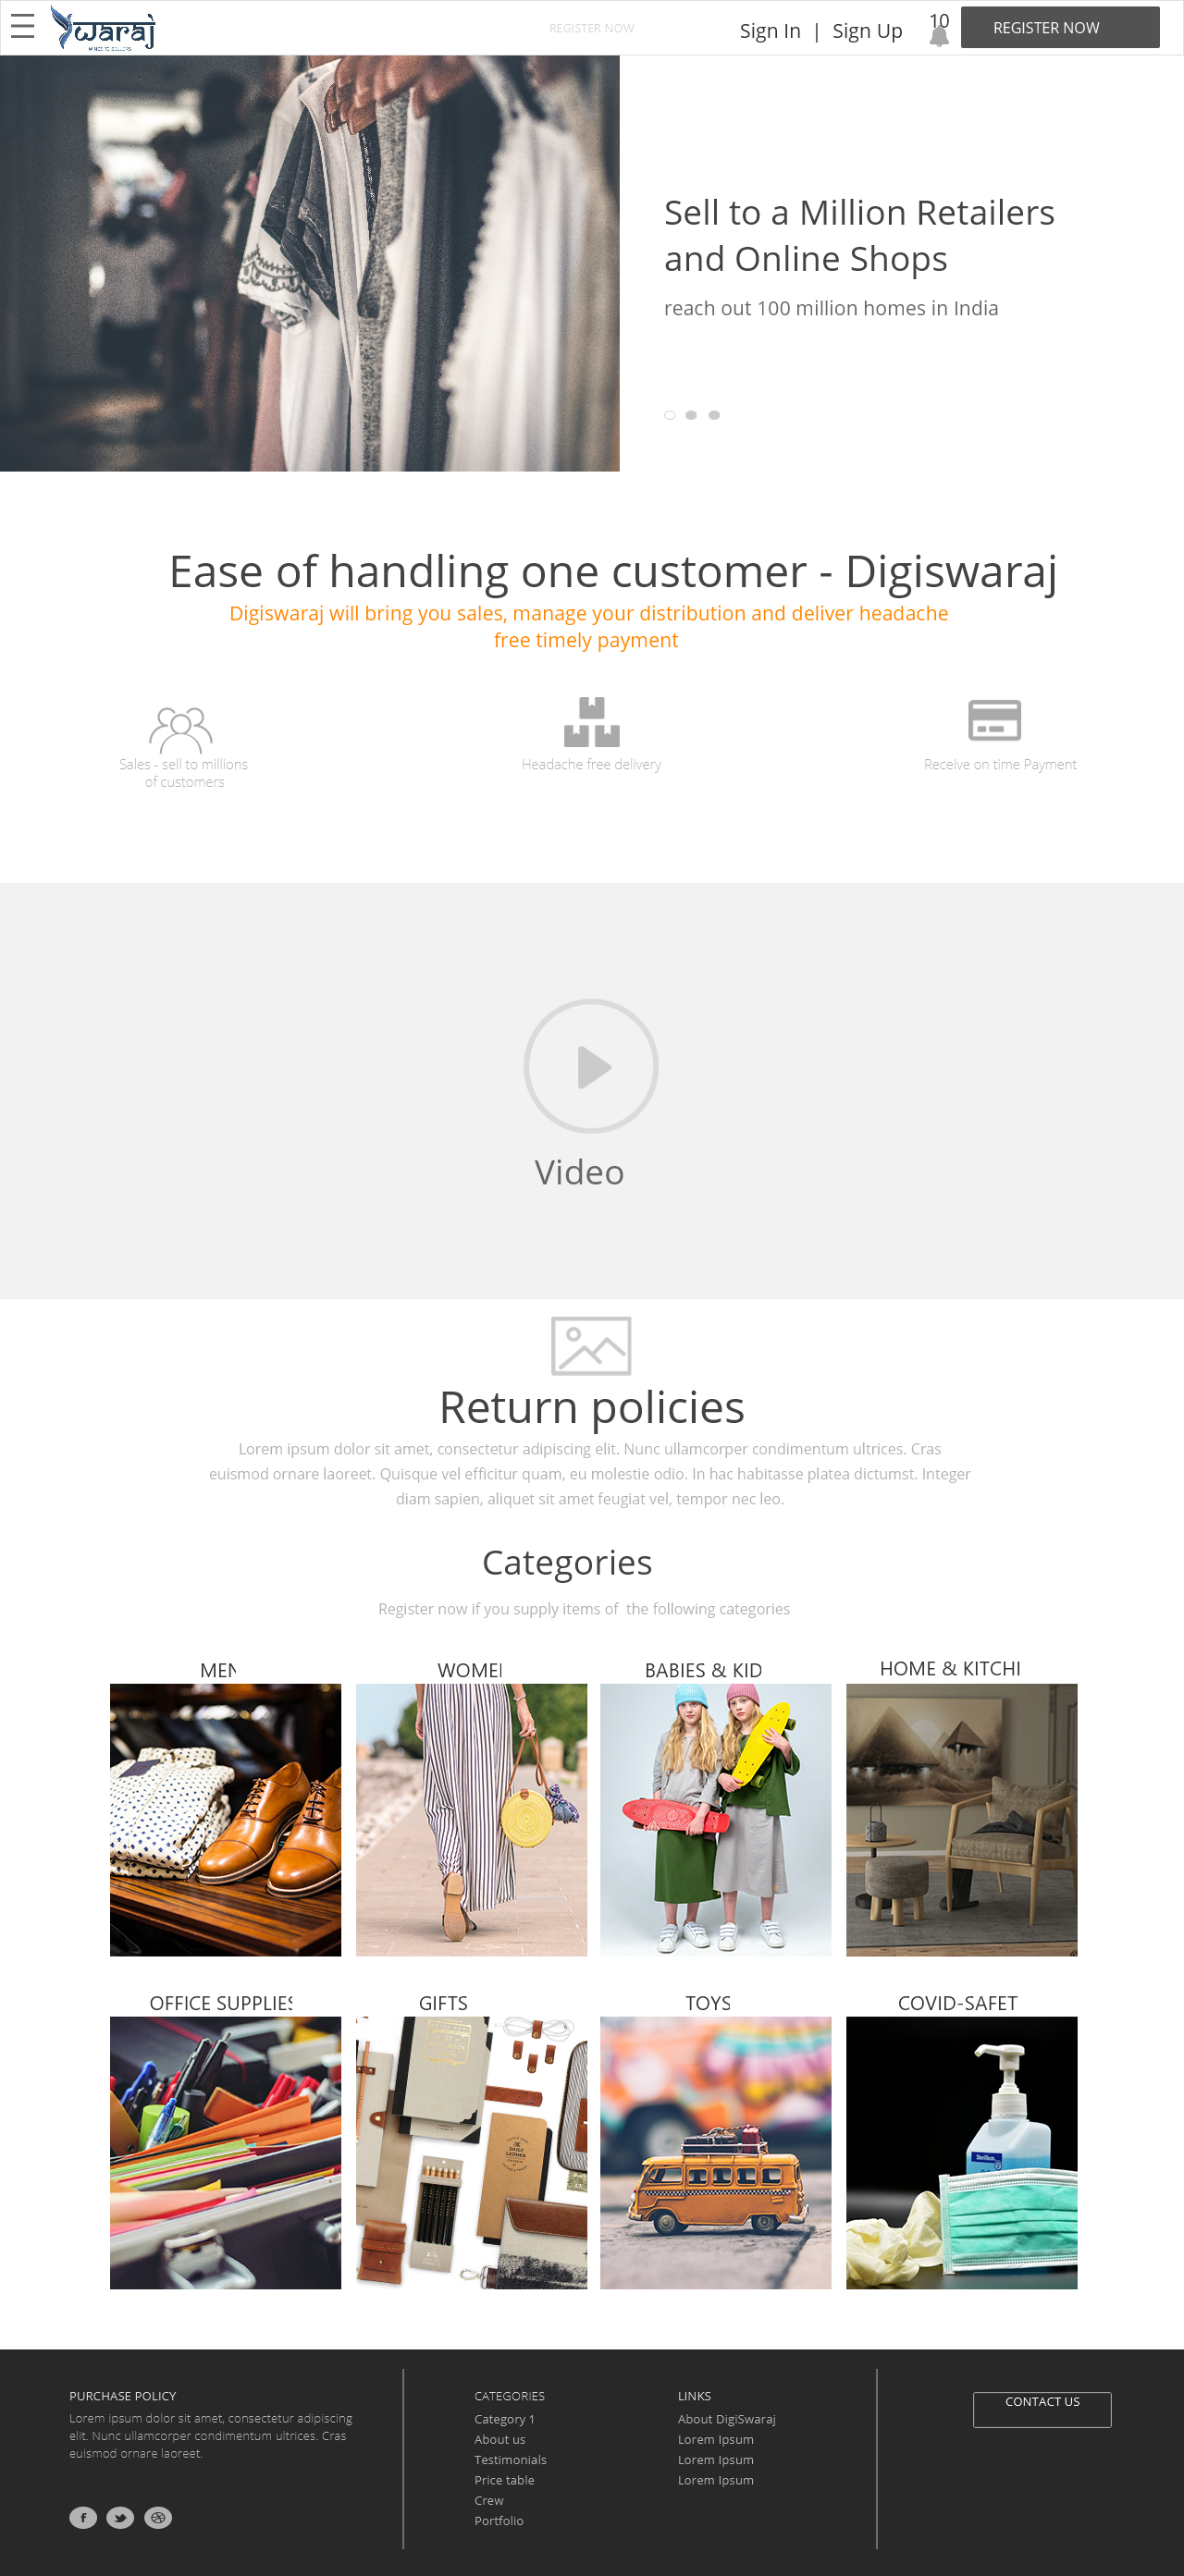 waraj
WINGS TO SELLERS
REGISTER NOW
Sign In | Sign Up
10
REGISTER NOW
Sell to a Million Retailers
and Online Shops
reach out 100 million homes in India
Ease of handling one customer - Digiswaraj
Digiswaraj will bring you sales, manage your distribution and deliver headache
free timely payment
Sales - sell to millions
of customers
Headache free delivery
Receive on time Payment
Video
Return policies
Lorem ipsum dolor sit amet, consectetur adipiscing elit. Nunc ullamcorper condimentum ultrices. Cras
euismod ornare laoreet. Quisque vel efficitur quam, eu molestie odio. In hac habitasse platea dictumst. Integer
diam sapien, aliquet sit amet feugiat vel, tempor nec leo.
Categories
Register now if you supply items of the following categories
MEN
WOMEI
BABIES & KID
HOME & KITCHI
OFFICE SUPPLIES
GIFTS
TOYS
COVID-SAFET
PURCHASE POLICY
Lorem ipsum dolor sit amet, consectetur adipiscing
elit. Nunc ullamcorper condimentum ultrices. Cras
euismod ornare laoreet.
CATEGORIES
Category 1
About us
Testimonials
Price table
Crew
Portfolio
LINKS
About DigiSwaraj
Lorem Ipsum
Lorem Ipsum
Lorem Ipsum
CONTACT US